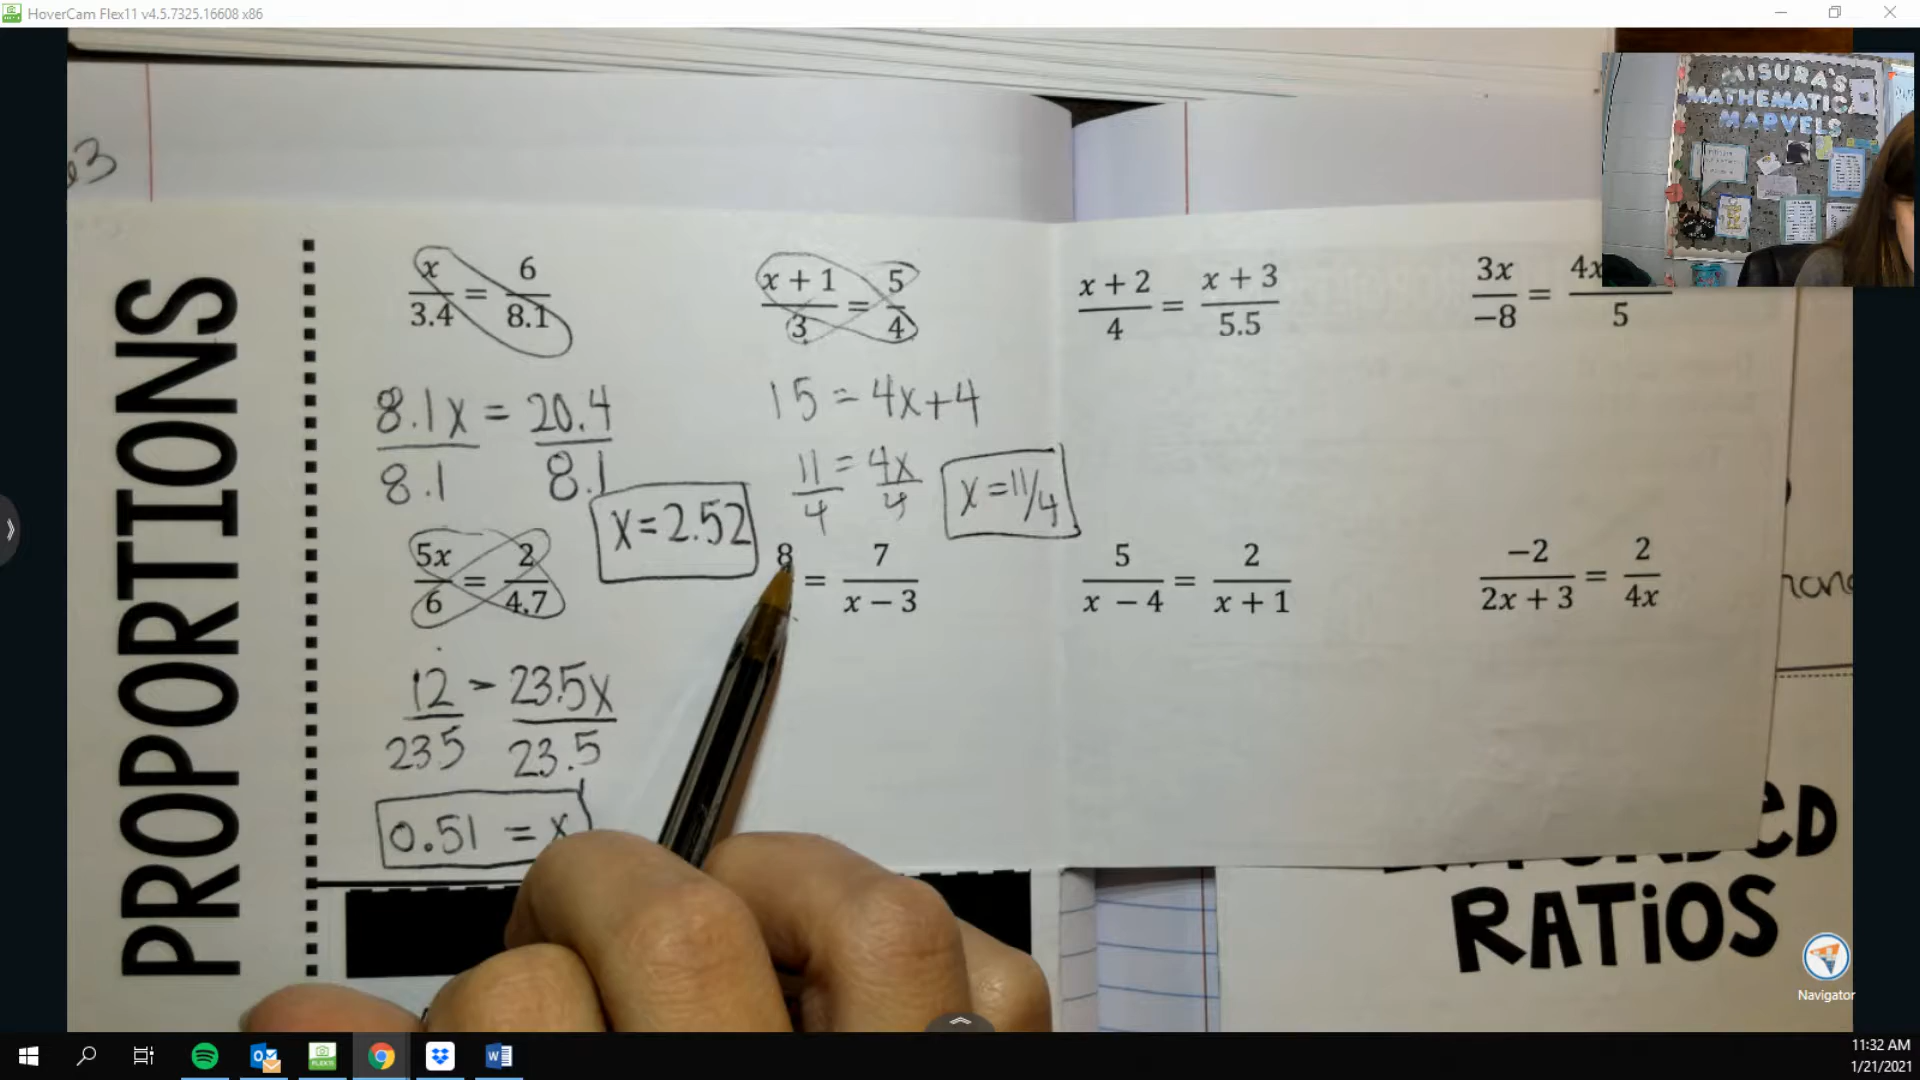 HoverCam Flex11 v4.5.7325.16608 x86
MISURA'S
MATHEMATIC
MARVELS
63
PROPORTIONS
x/3.4 = 6/8.1
8.1x = 20.4
8.1 8.1
x = 2.52
x + 1/3 = 5/4
15 = 4x+4
11/4 = 4x/4
x = 11/4
x + 2/4 = x + 3/5.5
3x/−8 = 4x/5
5x/6 = 2/4.7
12 = 23.5x
23.5 23.5
0.51 = x
8 = 7/x − 3
5/x − 4 = 2/x + 1
−2/2x + 3 = 2/4x
RATiOS
Navigator
11:32 AM
1/21/2021